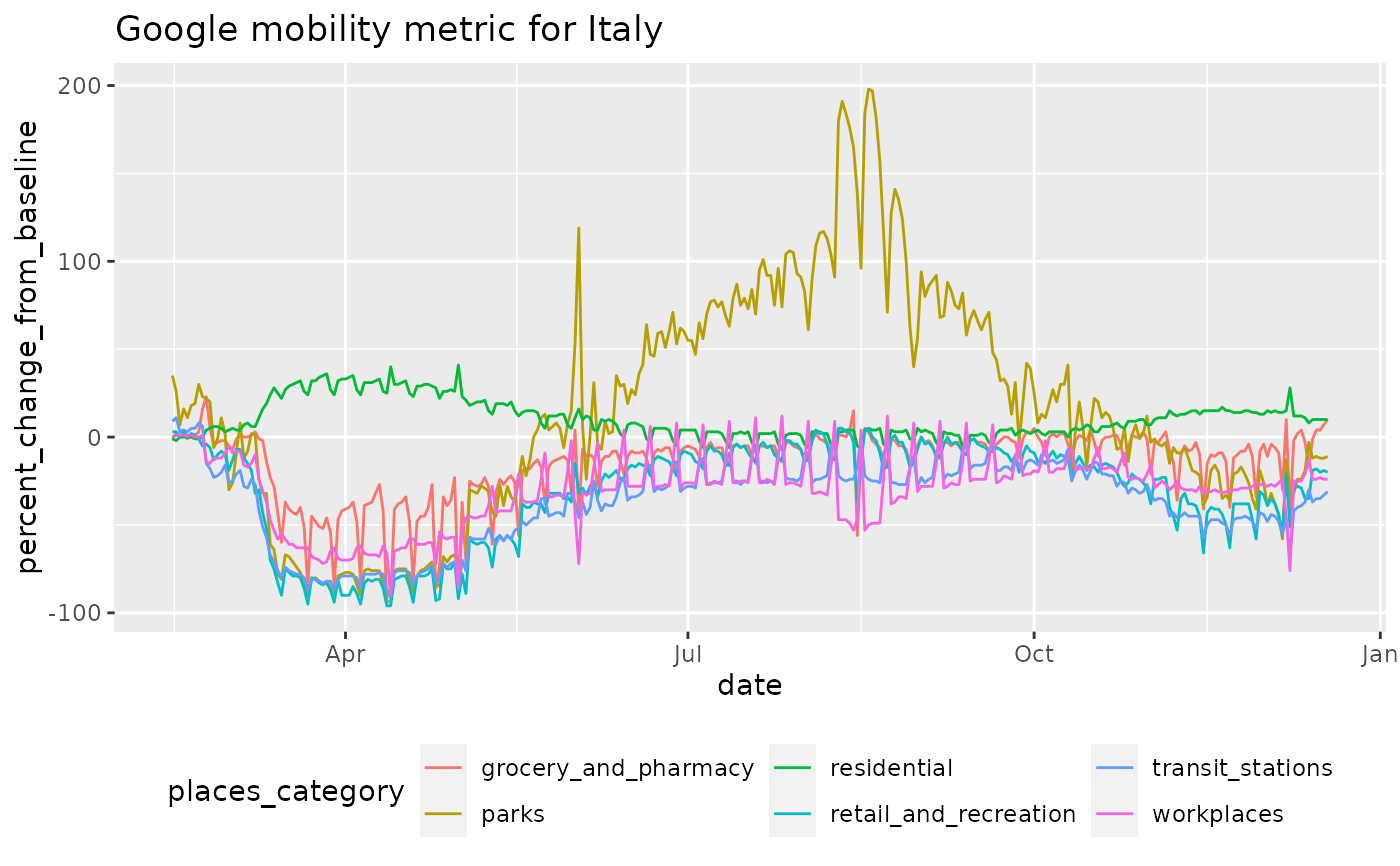 Google mobility metric for Italy
percent_change_from_baseline
200
100
0
-100
Apr
Jul
Oct
Jan
date
places_category
grocery_and_pharmacy
residential
transit_stations
parks
retail_and_recreation
workplaces